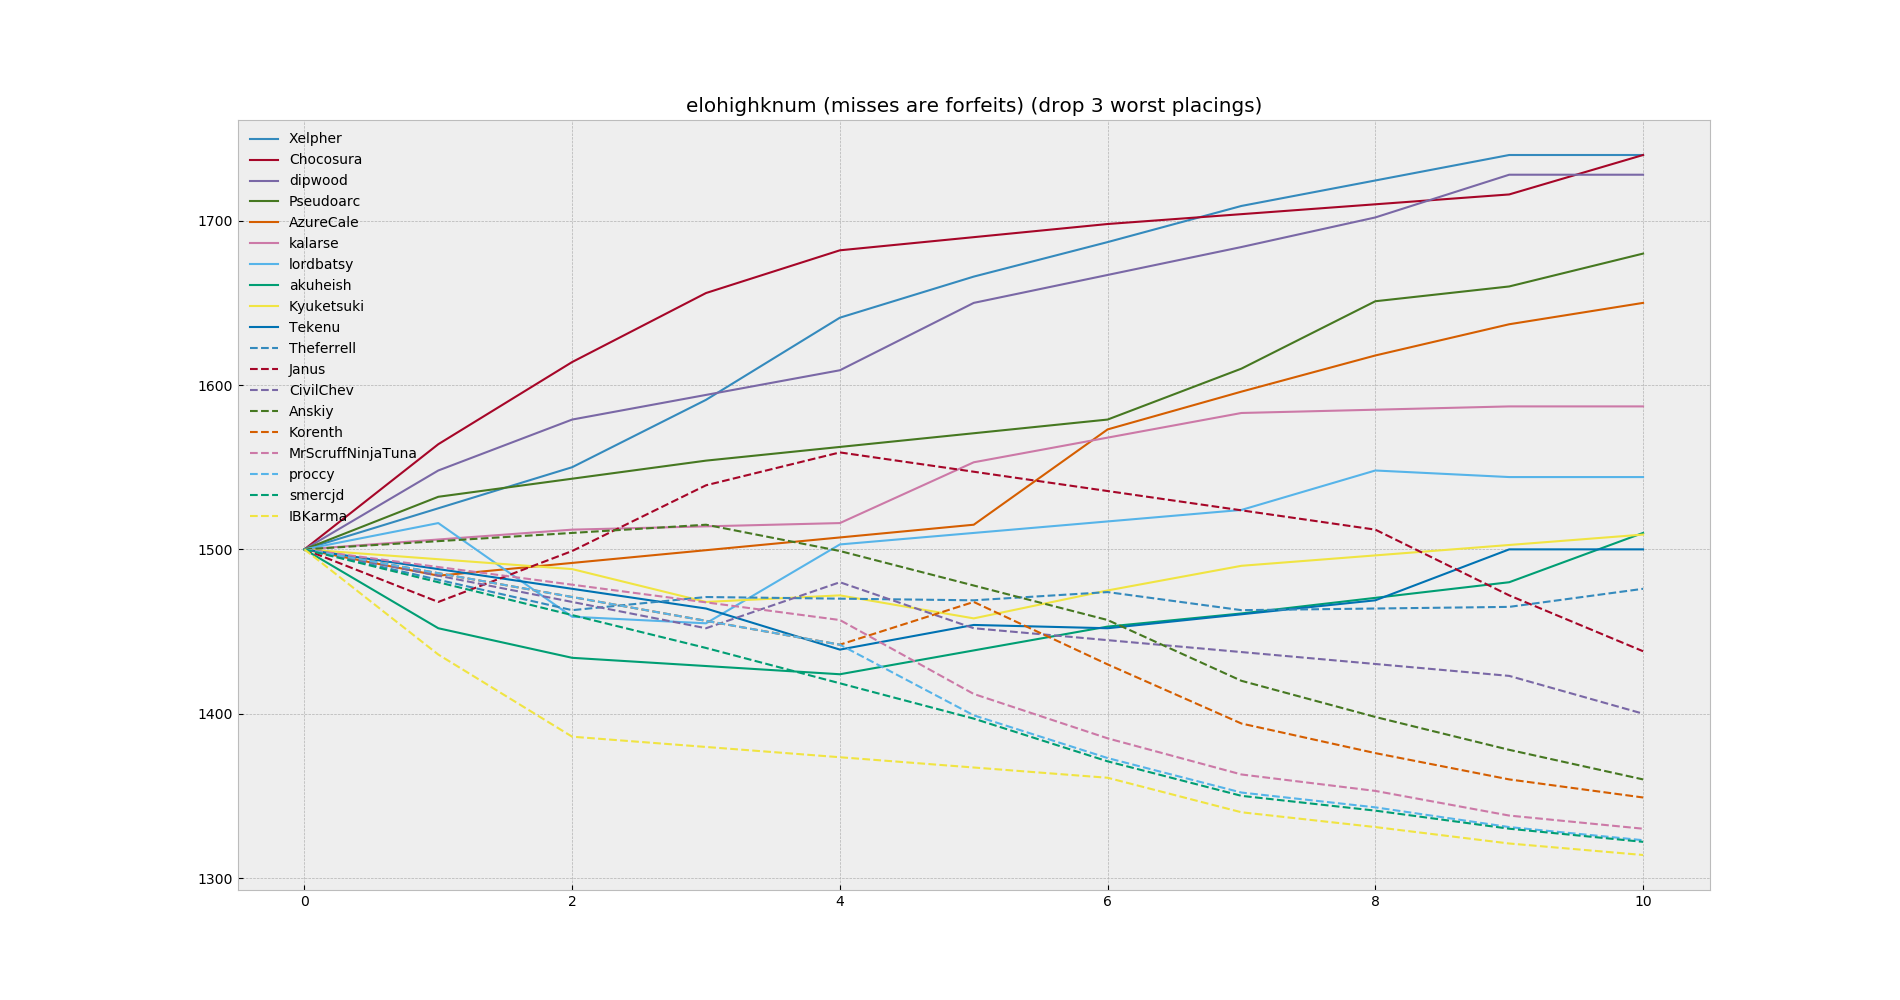 elohighknum (misses are forfeits) (drop 3 worst placings)
Xelpher
Chocosura
dipwood
Pseudoarc
AzureCale
kalarse
lordbatsy
akuheish
Kyuketsuki
Tekenu
Theferrell
Janus
CivilChev
Anskiy
Korenth
MrScruffNinjaTuna
proccy
smercjd
IBKarma
1700
1600
1500
1400
1300
0 2 4 6 8 10